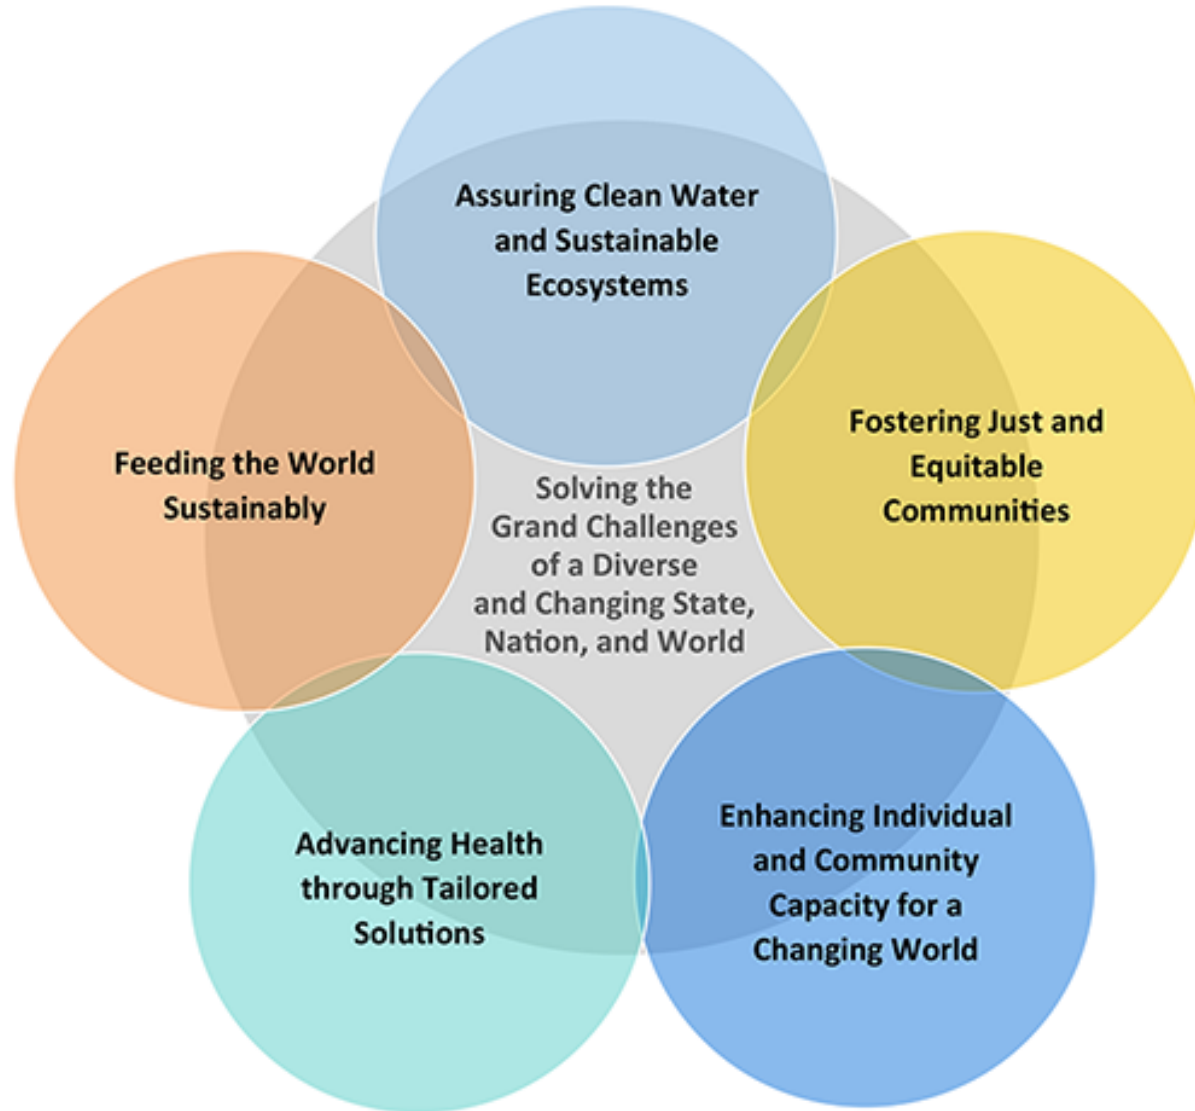 Assuring Clean Water
and Sustainable
Ecosystems
Fostering Just and
Equitable
Communities
Feeding the World
Sustainably
Solving the
Grand Challenges
of a Diverse
and Changing State,
Nation, and World
Advancing Health
through Tailored
Solutions
Enhancing Individual
and Community
Capacity for a
Changing World